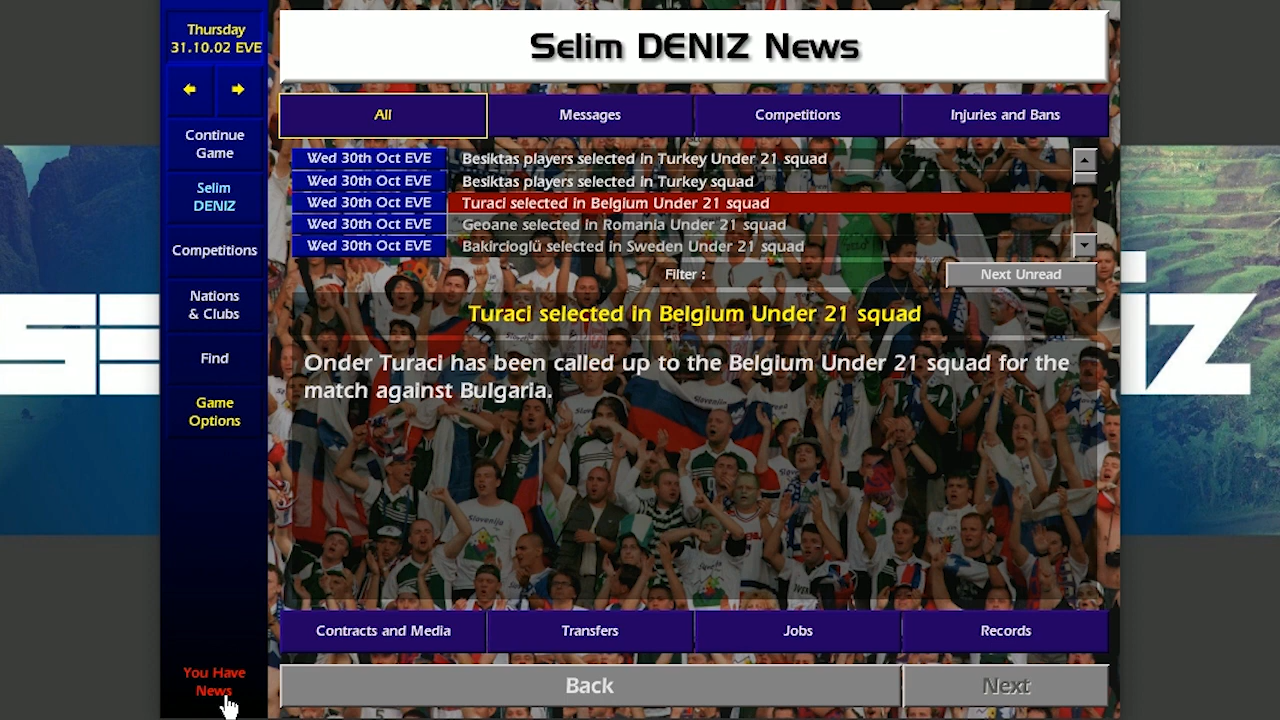 Thursday
31.10.02 EVE
Continue
Game
Selim
DENIZ
Competitions
Nations
& Clubs
Find
Game
Options
You Have
News
Selim DENIZ News
All
Messages
Competitions
Injuries and Bans
Wed 30th Oct EVE Besiktas players selected in Turkey Under 21 squad
Wed 30th Oct EVE Besiktas players selected in Turkey squad
Wed 30th Oct EVE Turaci selected in Belgium Under 21 squad
Wed 30th Oct EVE Geoane selected in Romania Under 21 squad
Wed 30th Oct EVE Bakircioglü selected in Sweden Under 21 squad
Filter :
Next Unread
Turaci selected in Belgium Under 21 squad
Onder Turaci has been called up to the Belgium Under 21 squad for the
match against Bulgaria.
Slovenija
Contracts and Media
Transfers
Jobs
Records
Back
Next